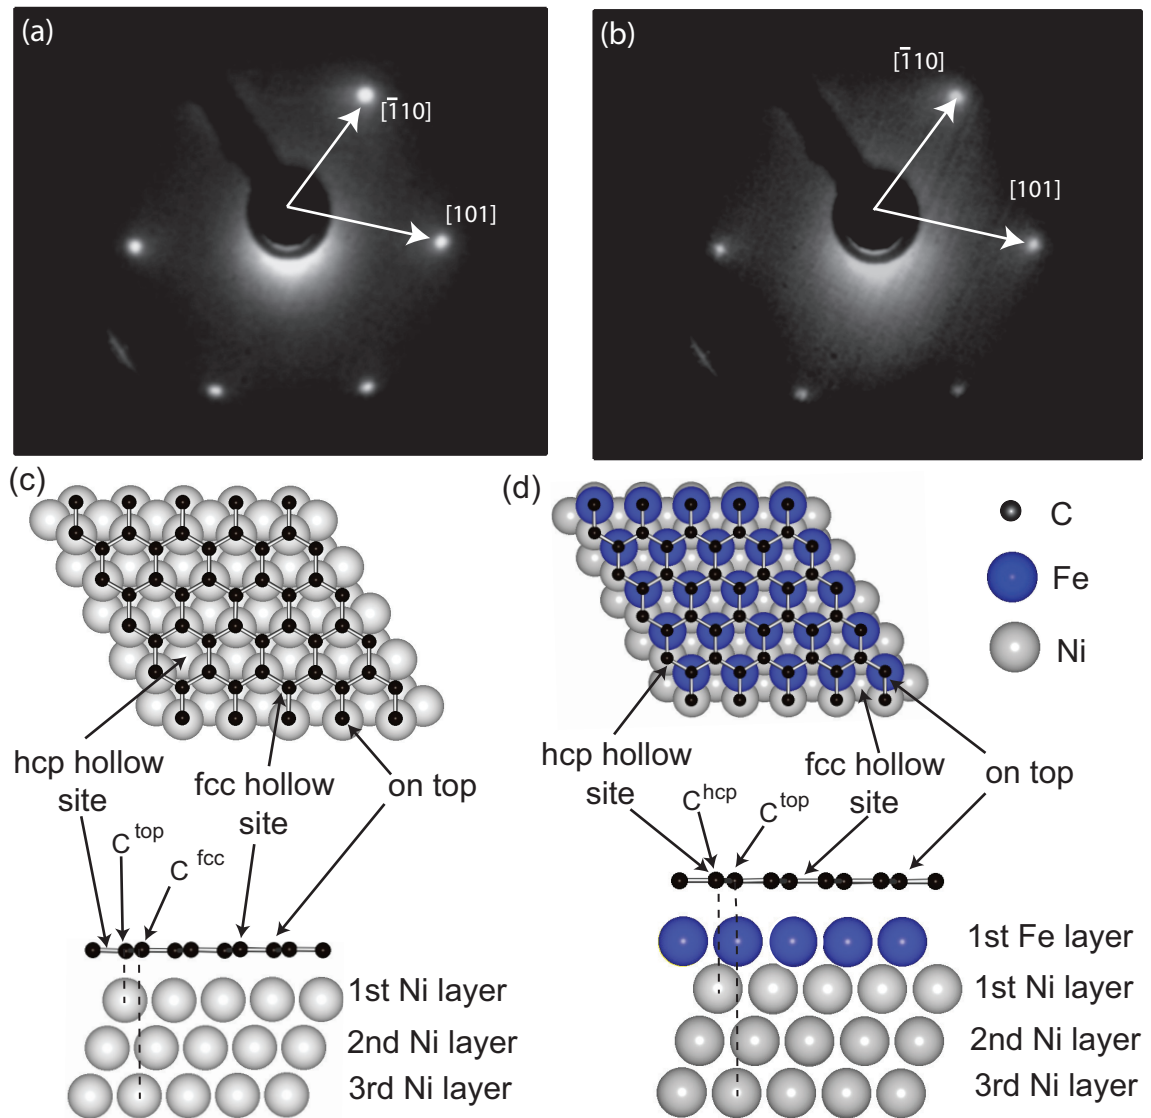 (a)
[1̄10]
[101]
(b)
[1̄10]
[101]
(c)
hcp hollow
site
fcc hollow
site
on top
C top
C fcc
1st Ni layer
2nd Ni layer
3rd Ni layer
(d)
C
Fe
Ni
hcp hollow
site
fcc hollow
site
on top
C hcp
C top
1st Fe layer
1st Ni layer
2nd Ni layer
3rd Ni layer